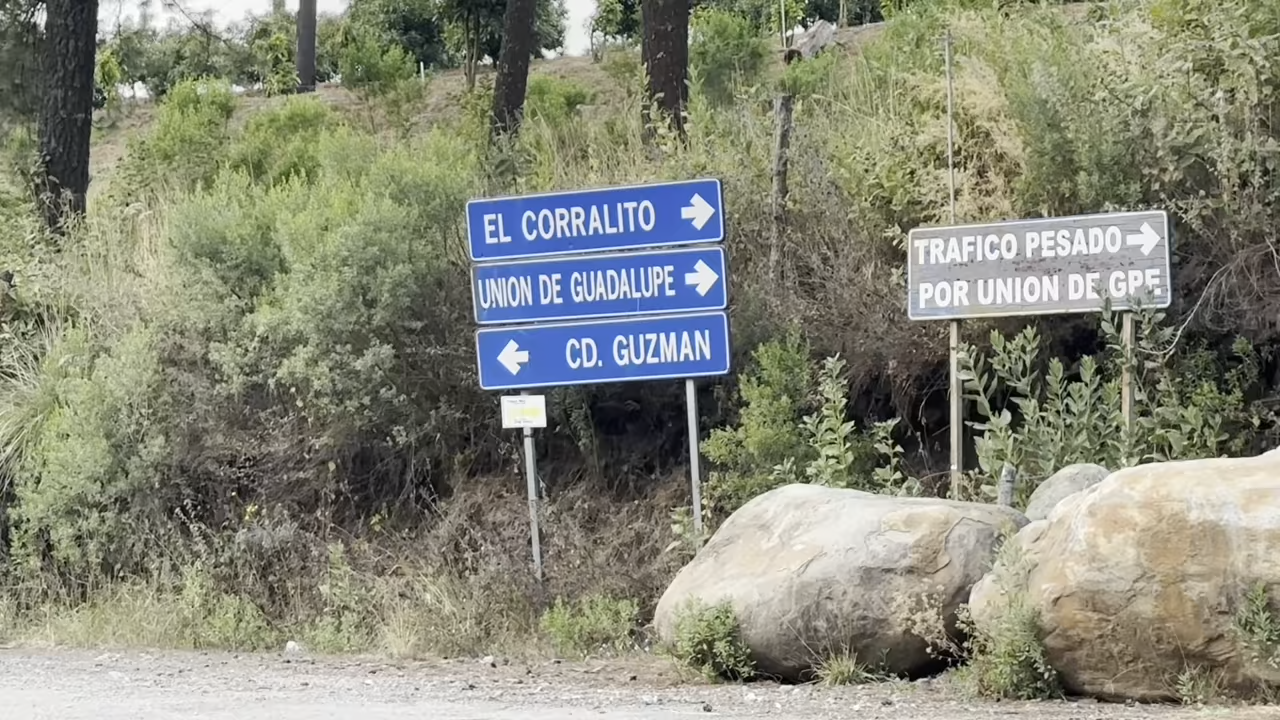 EL CORRALITO
UNION DE GUADALUPE
CD. GUZMAN
TRAFICO PESADO
POR UNION DE GPE